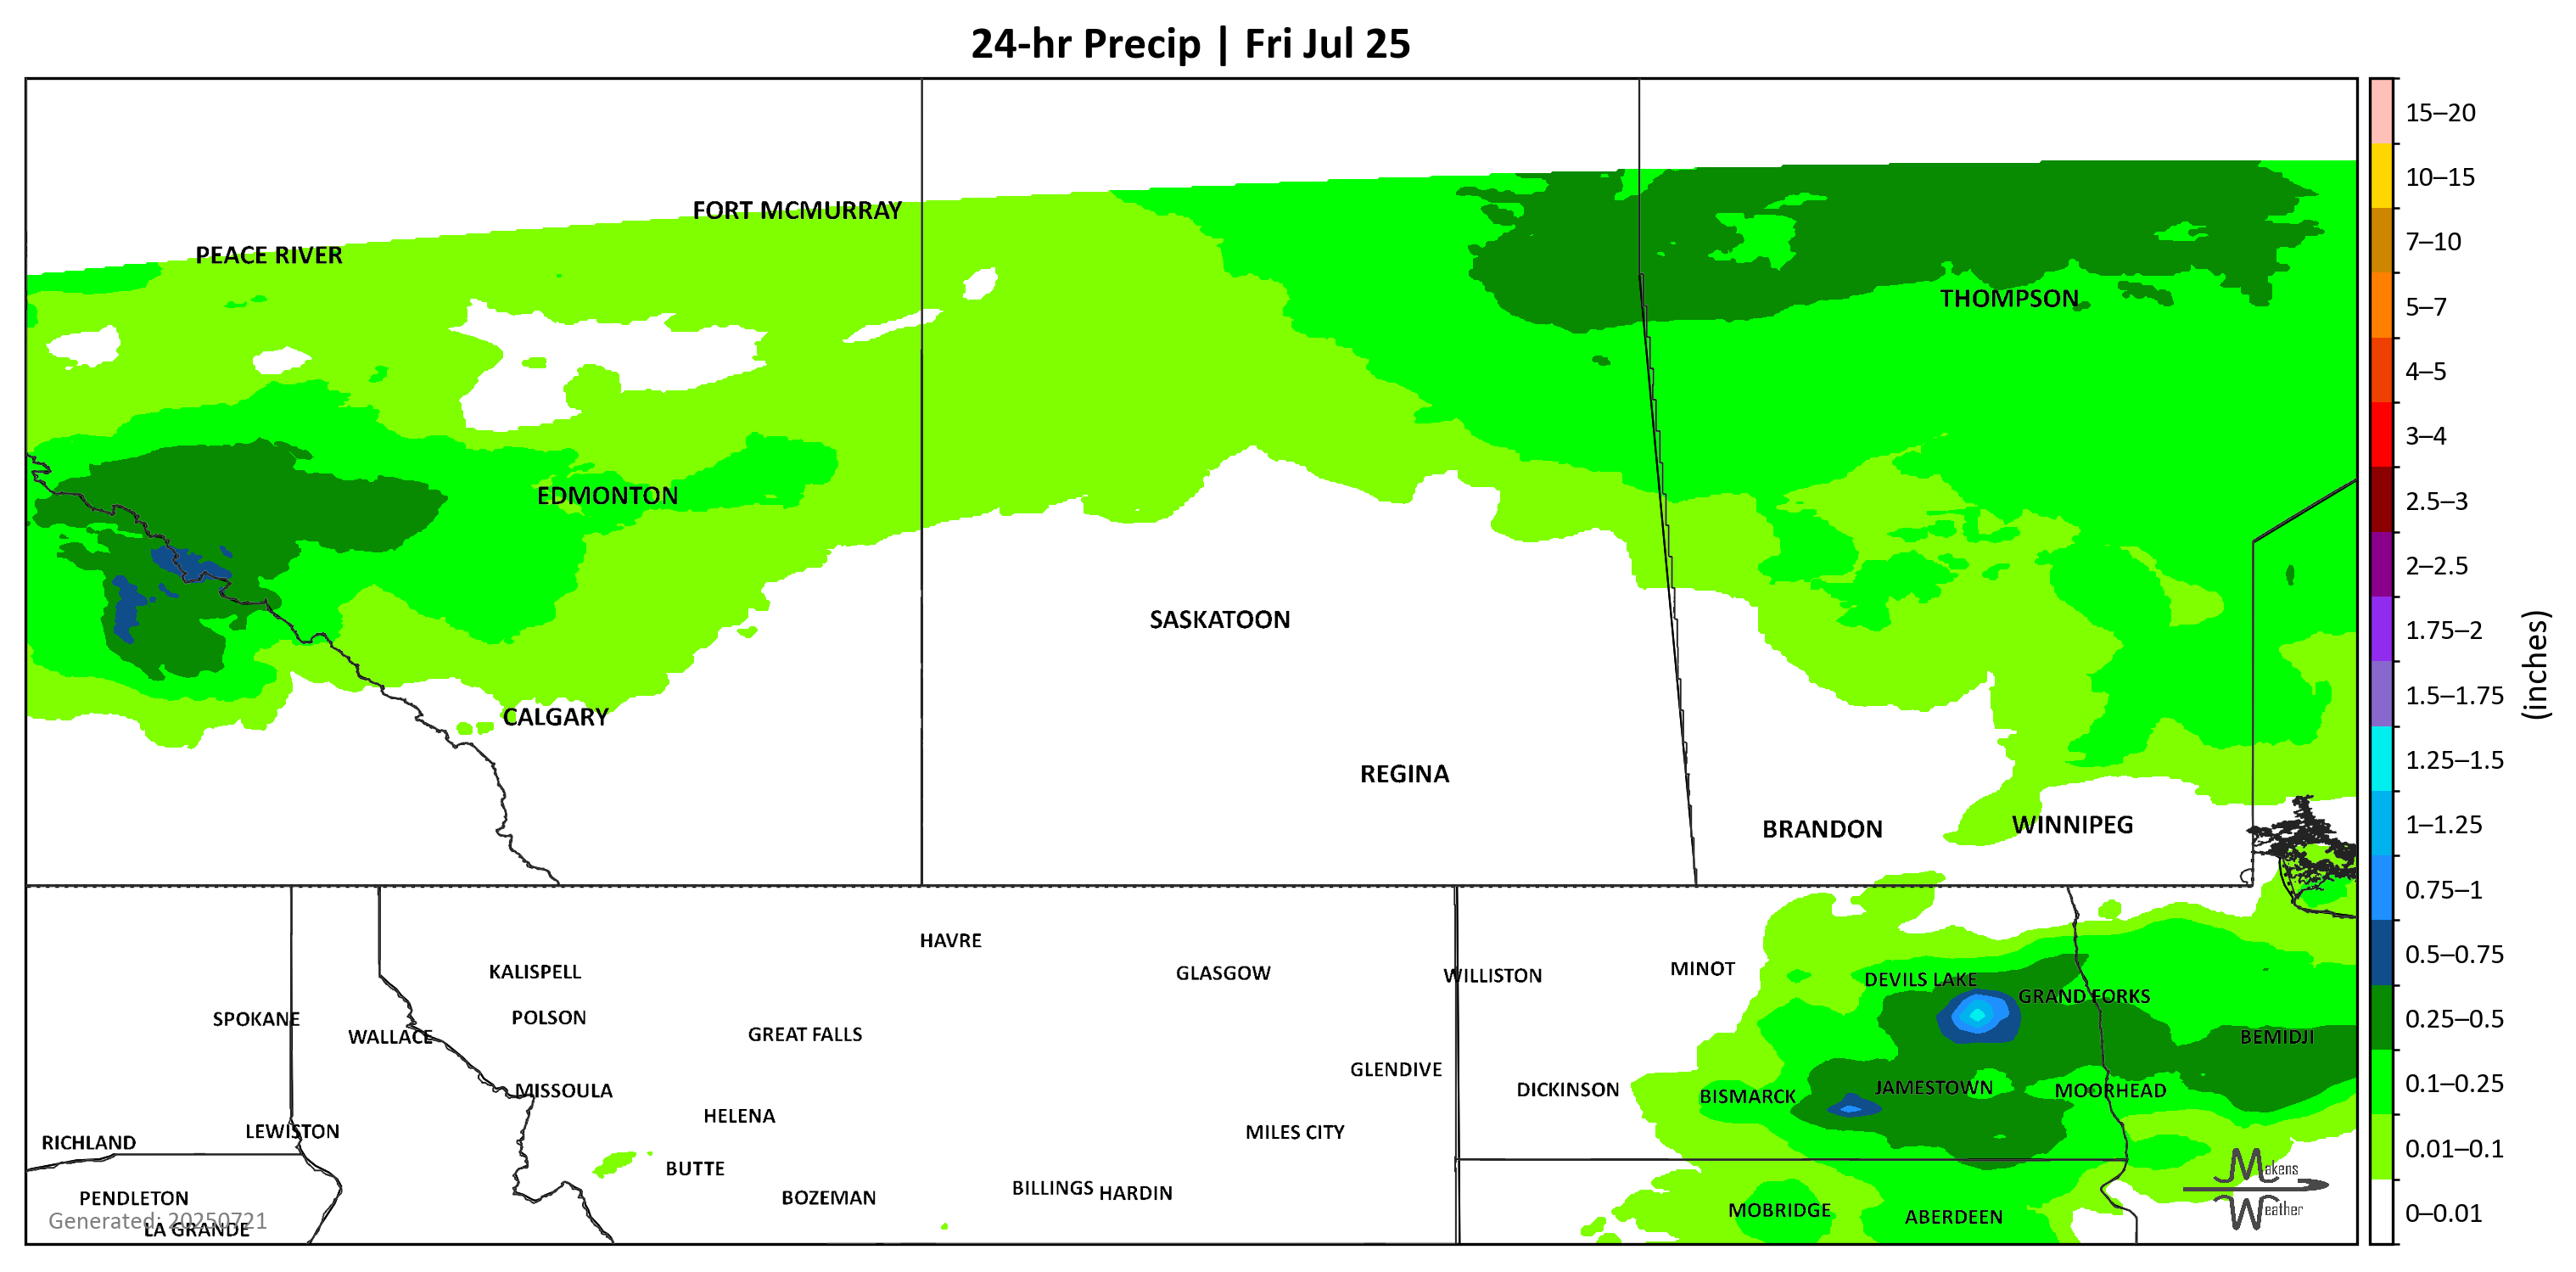 24-hr Precip | Fri Jul 25
FORT MCMURRAY
PEACE RIVER
THOMPSON
EDMONTON
SASKATOON
CALGARY
REGINA
BRANDON
WINNIPEG
HAVRE
KALISPELL
GLASGOW
WILLISTON
MINOT
DEVILS LAKE
GRAND FORKS
SPOKANE
POLSON
WALLACE
GREAT FALLS
BEMIDJI
GLENDIVE
MISSOULA
DICKINSON
BISMARCK
JAMESTOWN
MOORHEAD
HELENA
RICHLAND
LEWISTON
MILES CITY
BUTTE
PENDLETON
BOZEMAN
BILLINGS
HARDIN
MOBRIDGE
ABERDEEN
Generated: 20250721
LA GRANDE
Makens
Weather
15–20
10–15
7–10
5–7
4–5
3–4
2.5–3
2–2.5
1.75–2
1.5–1.75
1.25–1.5
1–1.25
0.75–1
0.5–0.75
0.25–0.5
0.1–0.25
0.01–0.1
0–0.01
(inches)